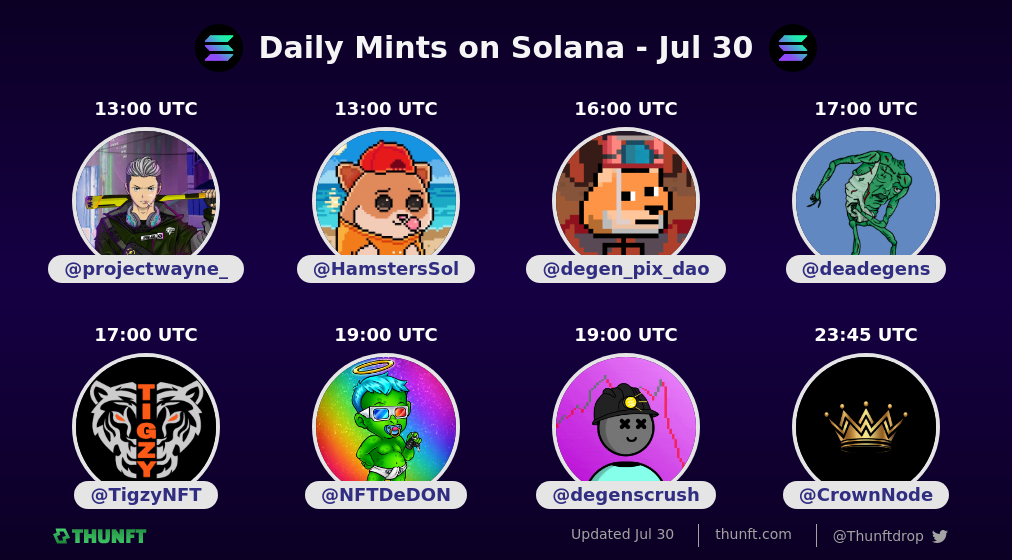 Daily Mints on Solana - Jul 30
13:00 UTC
@projectwayne_
13:00 UTC
@HamstersSol
16:00 UTC
@degen_pix_dao
17:00 UTC
@deadegens
17:00 UTC
TIGZY
@TigzyNFT
19:00 UTC
@NFTDeDON
19:00 UTC
@degenscrush
23:45 UTC
@CrownNode
THUNFT
Updated Jul 30
thunft.com
@Thunftdrop